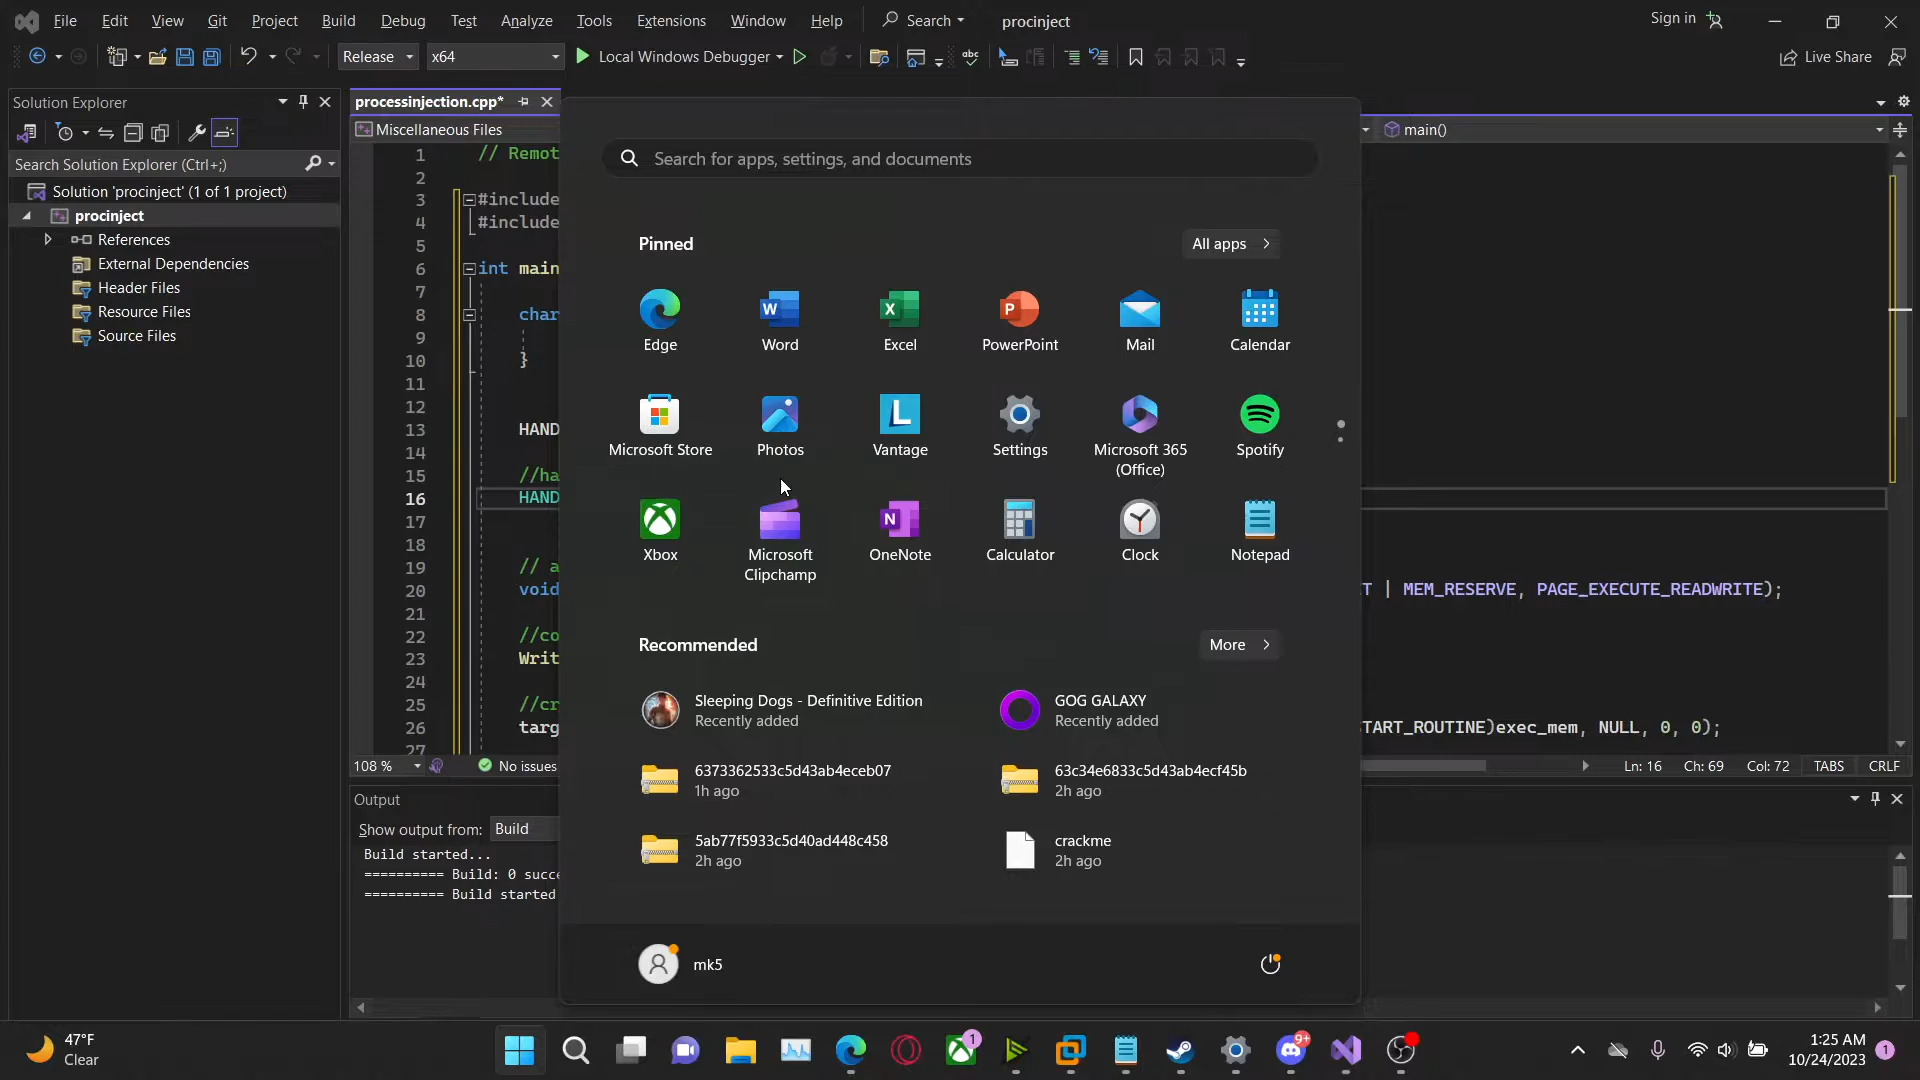 File Edit View Git Project Build Debug Test Analyze Tools Extensions Window Help Search procinject Sign in
Release x64 Local Windows Debugger abc Live Share
Solution Explorer
Search Solution Explorer (Ctrl+;)
Solution 'procinject' (1 of 1 project)
procinject
References
External Dependencies
Header Files
Resource Files
Source Files
processinjection.cpp*
Miscellaneous Files main()
1 // Remot
2
3 #include
4 #include
5
6 int main
7
8 char
9
10 }
11
12
13 HAND
14
15 //ha
16 HAND
17
18
19 // a
20 void T | MEM_RESERVE, PAGE_EXECUTE_READWRITE);
21
22 //co
23 Writ
24
25 //cr
26 targ TART_ROUTINE)exec_mem, NULL, 0, 0);
27
108 % No issues Ln: 16 Ch: 69 Col: 72 TABS CRLF
Output
Show output from: Build
Build started...
========== Build: 0 succe
========== Build started
Search for apps, settings, and documents
Pinned All apps
Edge Word Excel PowerPoint Mail Calendar
Microsoft Store Photos Vantage Settings Microsoft 365 (Office) Spotify
Xbox Microsoft Clipchamp OneNote Calculator Clock Notepad
Recommended More
Sleeping Dogs - Definitive Edition
Recently added
GOG GALAXY
Recently added
6373362533c5d43ab4eceb07
1h ago
63c34e6833c5d43ab4ecf45b
2h ago
5ab77f5933c5d40ad448c458
2h ago
crackme
2h ago
mk5
47°F
Clear
1
9+
1:25 AM
10/24/2023
1